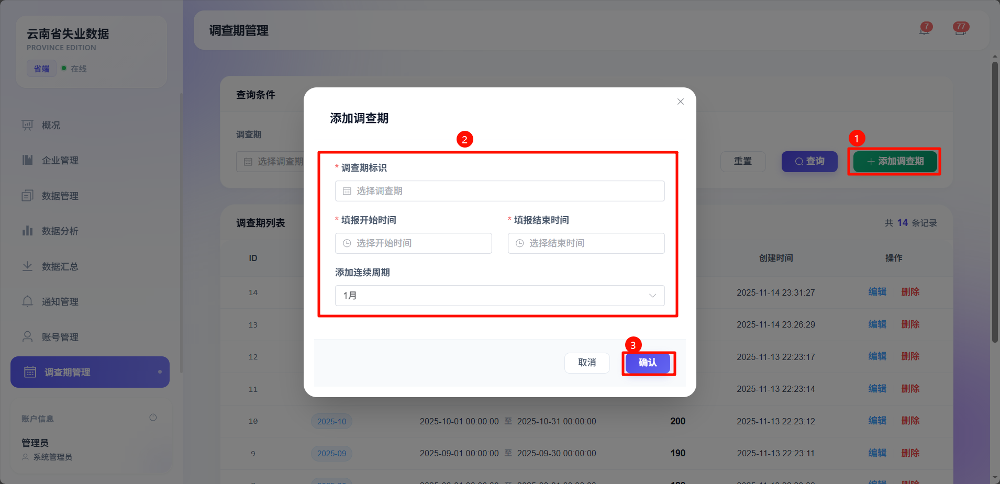 云南省失业数据
PROVINCE EDITION
省端
在线
概况
企业管理
数据管理
数据分析
数据汇总
通知管理
账号管理
调查期管理
账户信息
管理员
系统管理员
调查期管理
7
77
查询条件
调查期
选择调查期
重置
查询
1
添加调查期
添加调查期
2
* 调查期标识
选择调查期
* 填报开始时间
* 填报结束时间
选择开始时间
选择结束时间
添加连续周期
1月
取消
3
确认
调查期列表
共 14 条记录
ID 创建时间 操作
14 2025-11-14 23:31:27 编辑 删除
13 2025-11-14 23:26:29 编辑 删除
12 2025-11-13 22:23:17 编辑 删除
11 2025-11-13 22:23:14 编辑 删除
10 2025-10 2025-10-01 00:00:00 至 2025-10-31 00:00:00 200 2025-11-13 22:23:12 编辑 删除
9 2025-09 2025-09-01 00:00:00 至 2025-09-30 00:00:00 190 2025-11-13 22:23:11 编辑 删除